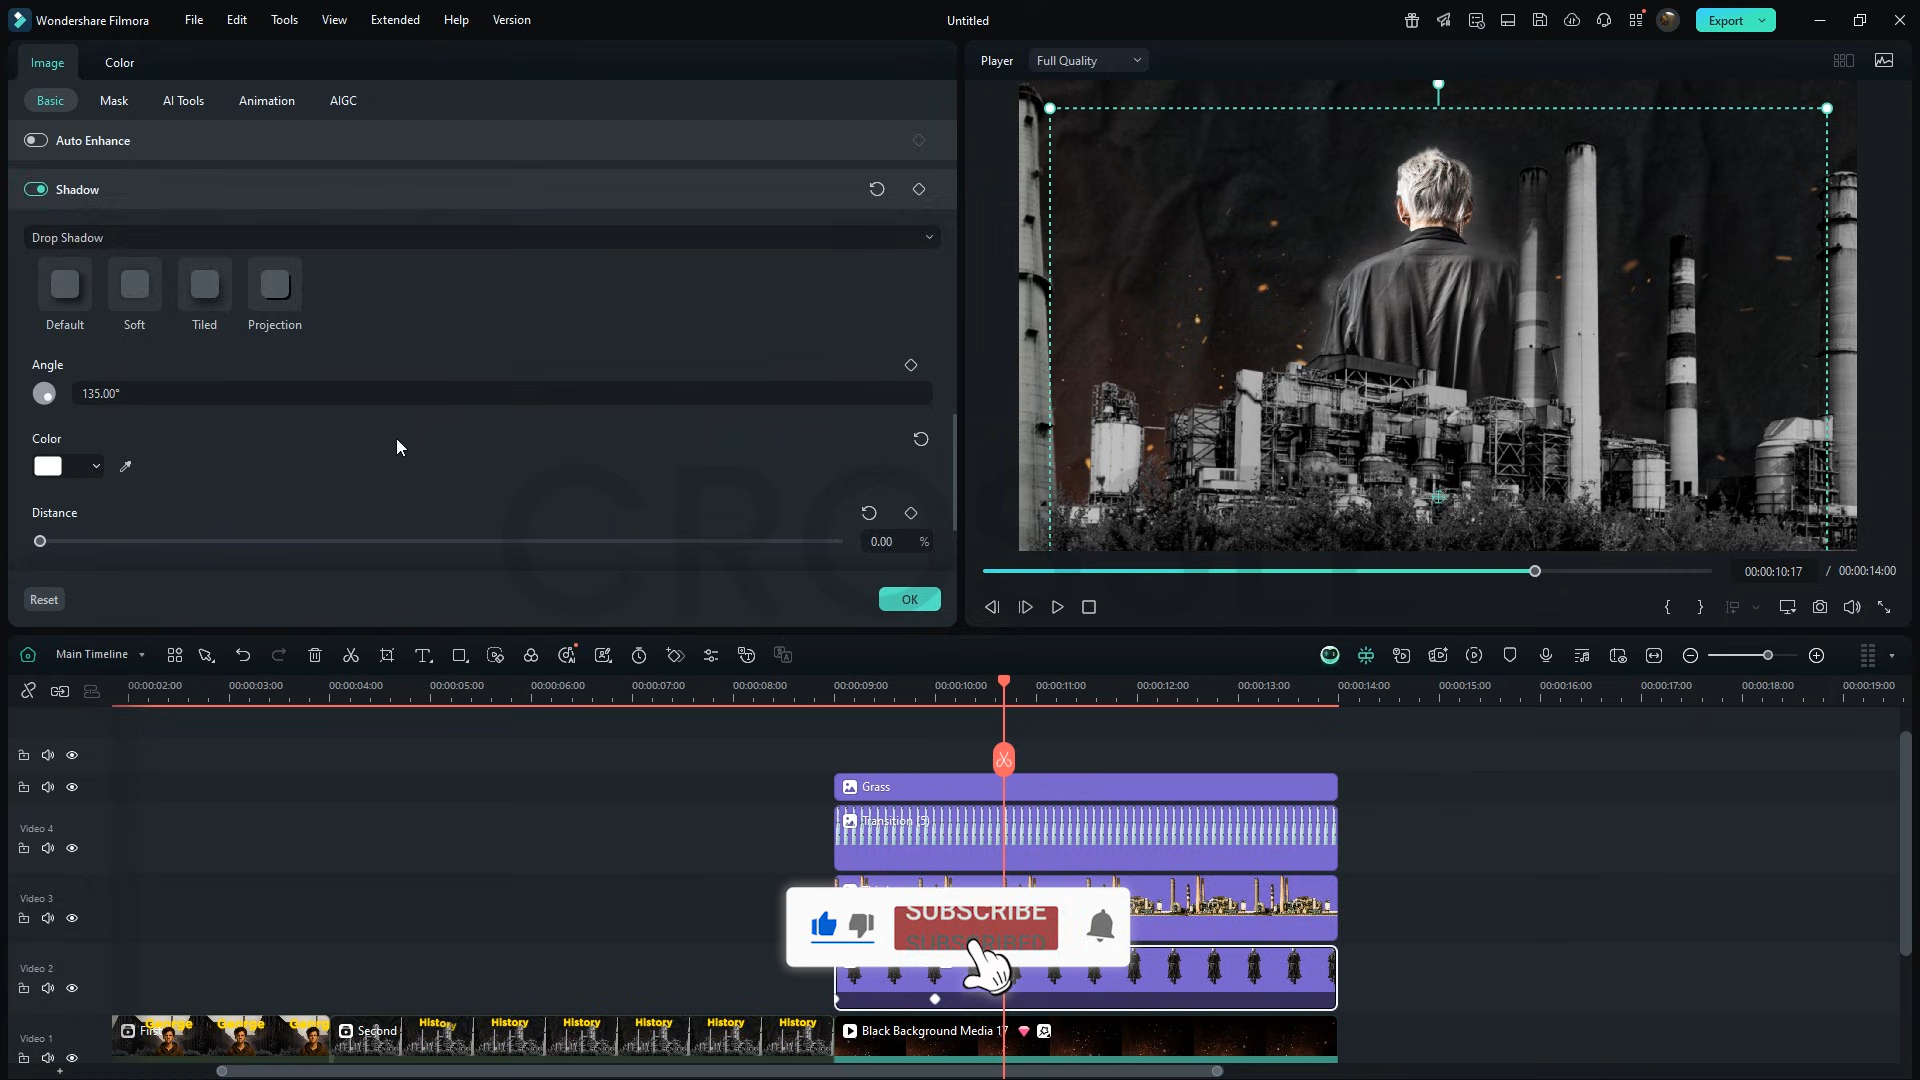 Wondershare Filmora
File
Edit
Tools
View
Extended
Help
Version
Untitled
Export
Image
Color
Player
Full Quality
Basic
Mask
AI Tools
Animation
AIGC
Auto Enhance
Shadow
Drop Shadow
Default
Soft
Tiled
Projection
Angle
135.00°
Color
Distance
0.00 %
Reset
OK
00:00:10:17 / 00:00:14:00
Main Timeline
00:00:02:00
00:00:03:00
00:00:04:00
00:00:05:00
00:00:06:00
00:00:07:00
00:00:08:00
00:00:09:00
00:00:10:00
00:00:11:00
00:00:12:00
00:00:13:00
00:00:14:00
00:00:15:00
00:00:16:00
00:00:17:00
00:00:18:00
00:00:19:00
Grass
Video 4
Transition (5)
Video 3
SUBSCRIBE
SUBSCRIBED
Video 2
Video 1
First
George
George
Second
History
History
History
History
History
History
Black Background Media 17